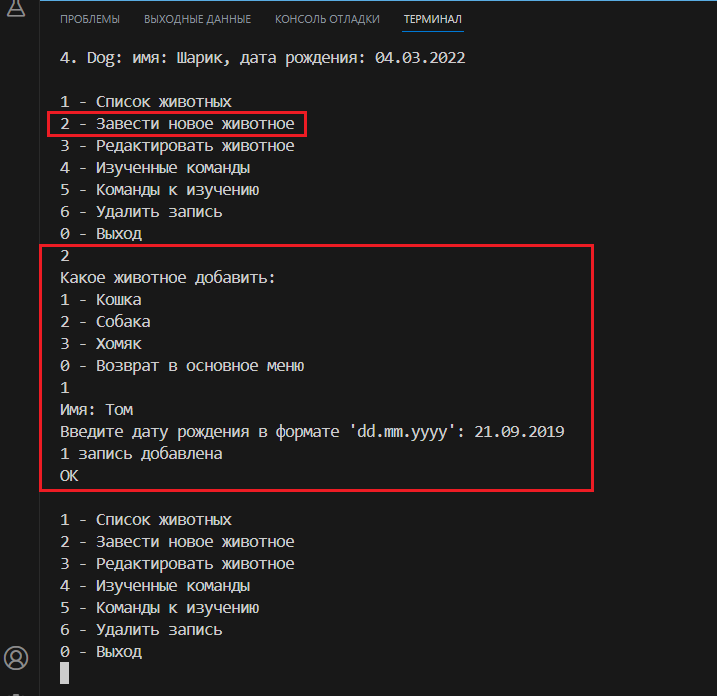 ПРОБЛЕМЫ ВЫХОДНЫЕ ДАННЫЕ КОНСОЛЬ ОТЛАДКИ ТЕРМИНАЛ
4. Dog: имя: Шарик, дата рождения: 04.03.2022
1 - Список животных
2 - Завести новое животное
3 - Редактировать животное
4 - Изученные команды
5 - Команды к изучению
6 - Удалить запись
0 - Выход
2
Какое животное добавить:
1 - Кошка
2 - Собака
3 - Хомяк
0 - Возврат в основное меню
1
Имя: Том
Введите дату рождения в формате 'dd.mm.yyyy': 21.09.2019
1 запись добавлена
ОК
1 - Список животных
2 - Завести новое животное
3 - Редактировать животное
4 - Изученные команды
5 - Команды к изучению
6 - Удалить запись
0 - Выход